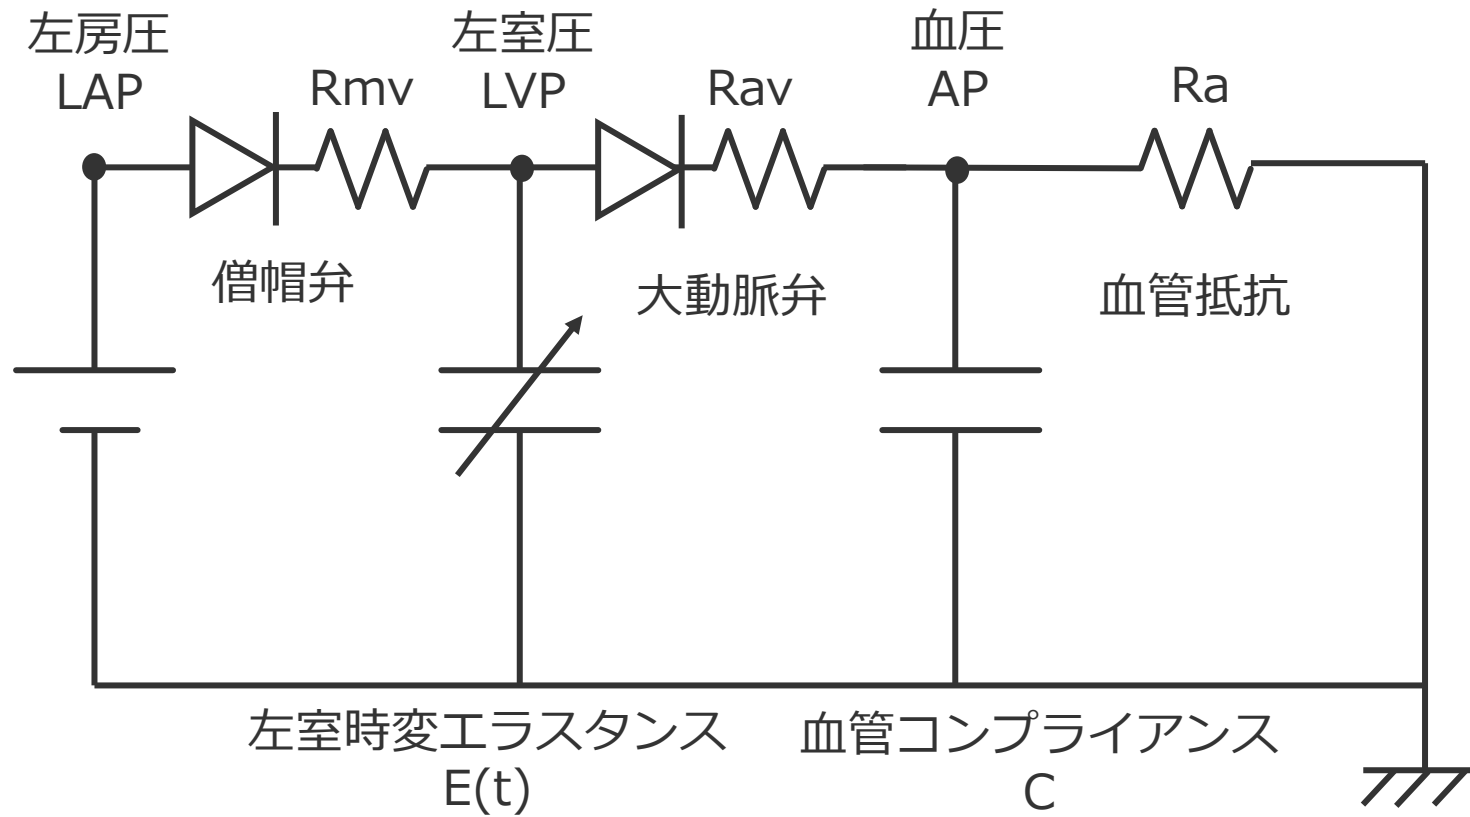 左房圧
LAP
Rmv
左室圧
LVP
Rav
血圧
AP
Ra
僧帽弁
大動脈弁
血管抵抗
左室時変エラスタンス
E(t)
血管コンプライアンス
C